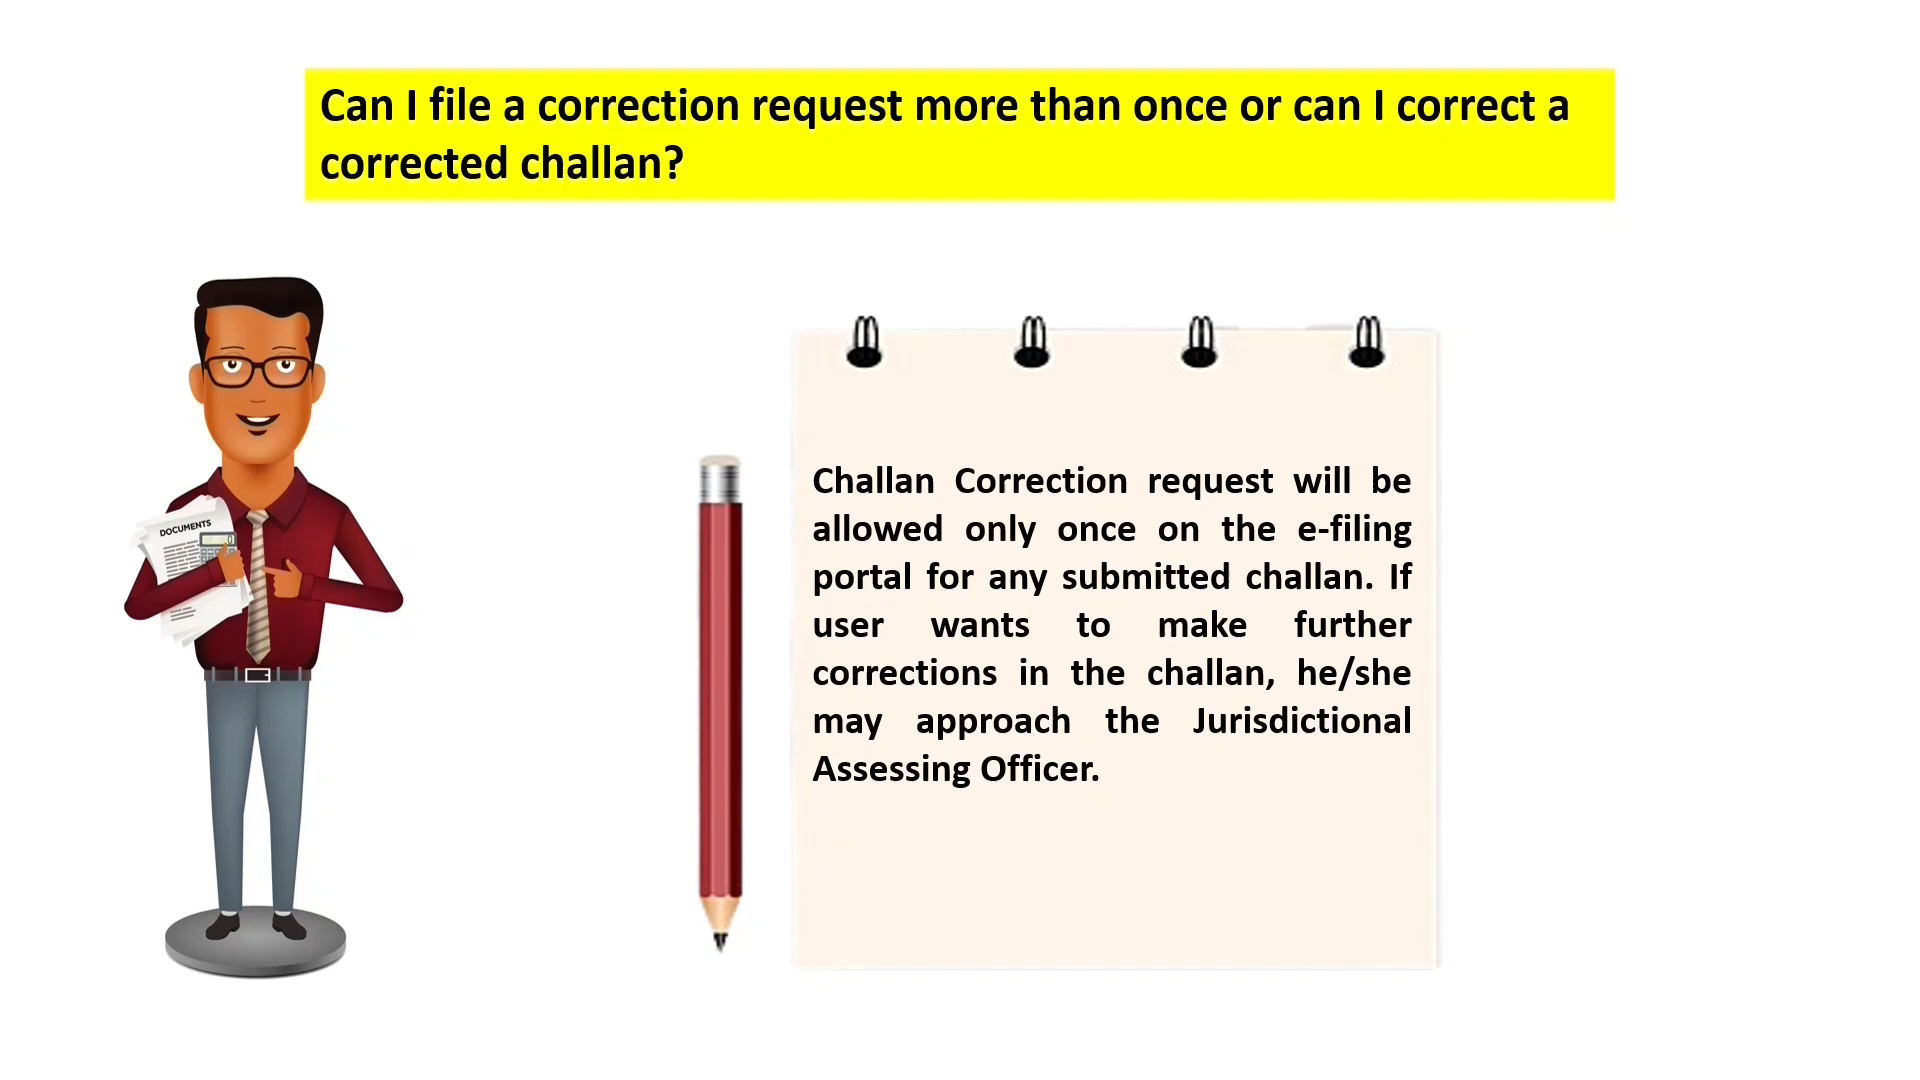 Can I file a correction request more than once or can I correct a
corrected challan?
DOCUMENTS
Challan Correction request will be
allowed only once on the e-filing
portal for any submitted challan. If
user wants to make further
corrections in the challan, he/she
may approach the Jurisdictional
Assessing Officer.